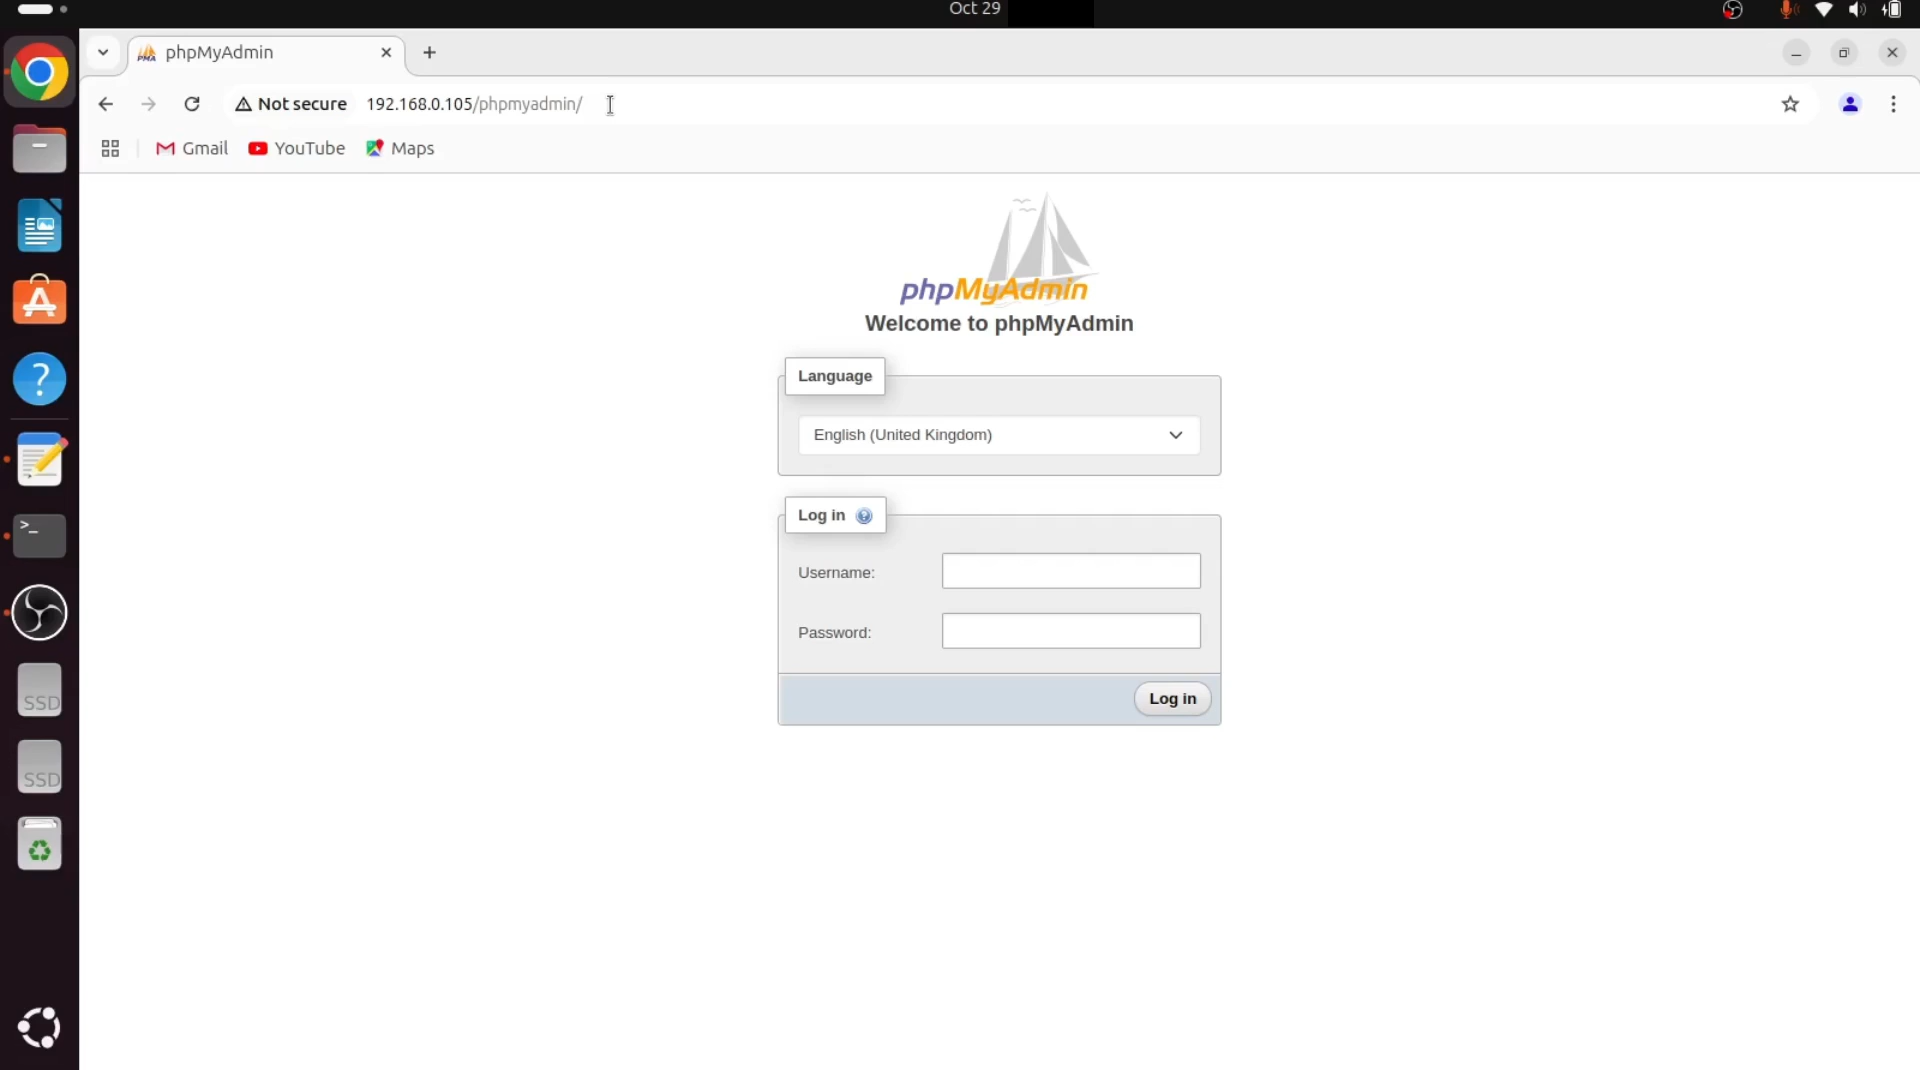 Oct 29
phpMyAdmin
Not secure 192.168.0.105/phpmyadmin/
Gmail YouTube Maps
phpMyAdmin
Welcome to phpMyAdmin
Language
English (United Kingdom)
Log in
Username:
Password:
Log in
SSD
SSD